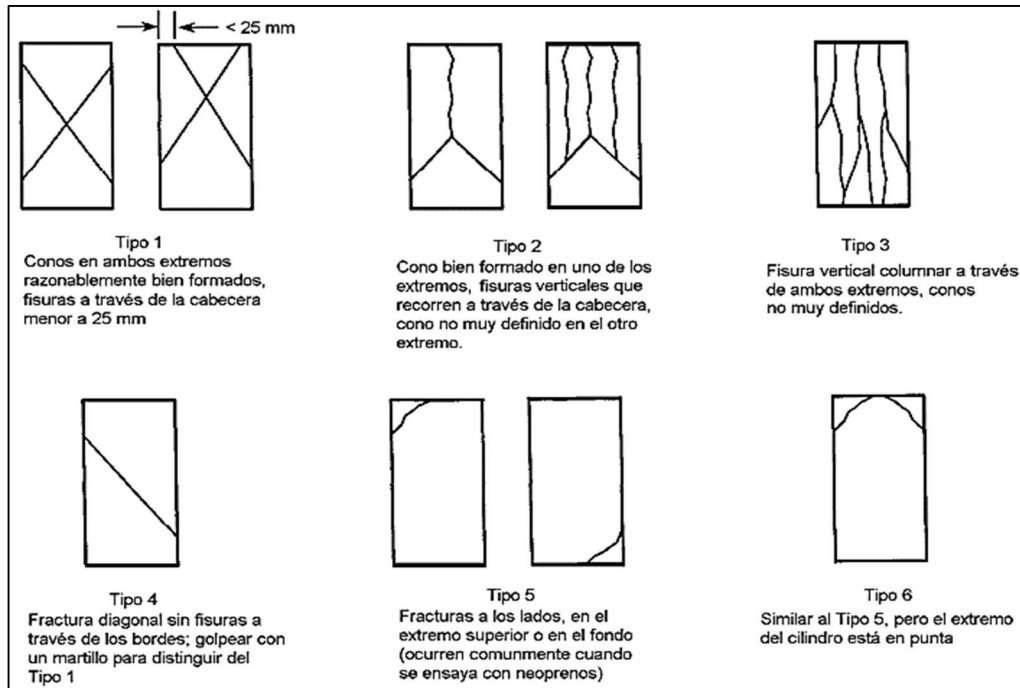 < 25 mm
Tipo 1
Conos en ambos extremos
razonablemente bien formados,
fisuras a través de la cabecera
menor a 25 mm
Tipo 2
Cono bien formado en uno de los
extremos, fisuras verticales que
recorren a través de la cabecera,
cono no muy definido en el otro
extremo.
Tipo 3
Fisura vertical columnar a través
de ambos extremos, conos
no muy definidos.
Tipo 4
Fractura diagonal sin fisuras a
través de los bordes; golpear con
un martillo para distinguir del
Tipo 1
Tipo 5
Fracturas a los lados, en el
extremo superior o en el fondo
(ocurren comunmente cuando
se ensaya con neoprenos)
Tipo 6
Similar al Tipo 5, pero el extremo
del cilindro está en punta